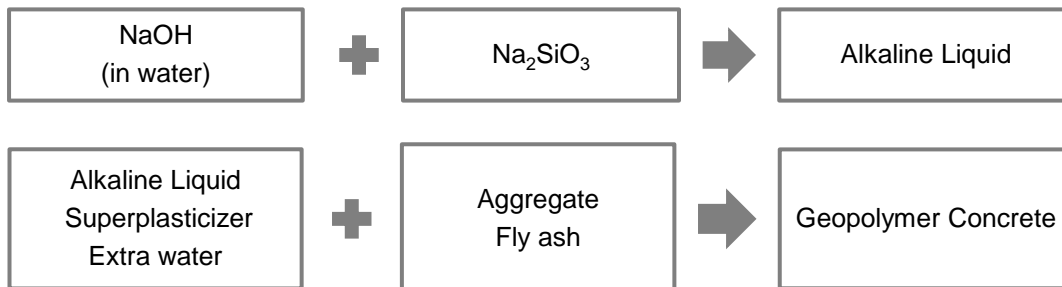 NaOH
(in water)
Na₂SiO₃
Alkaline Liquid
Alkaline Liquid
Superplasticizer
Extra water
Aggregate
Fly ash
Geopolymer Concrete